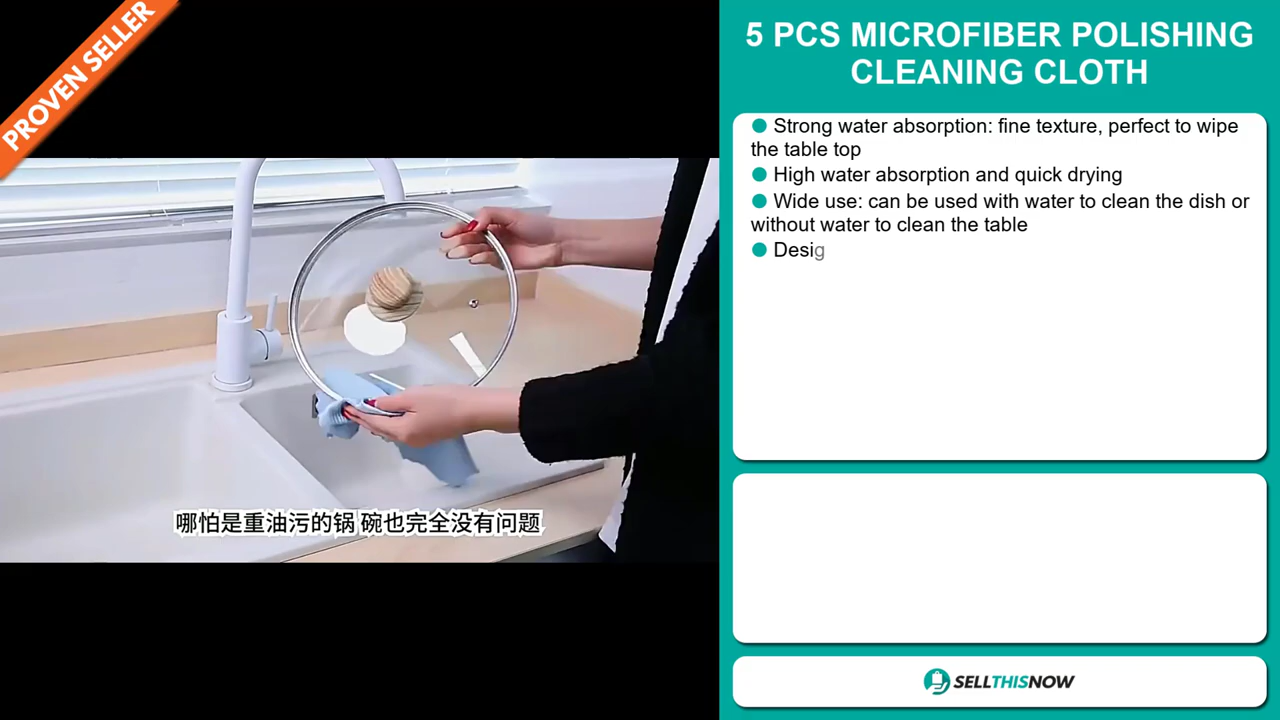 PROVEN SELLER
5 PCS MICROFIBER POLISHING
CLEANING CLOTH
● Strong water absorption: fine texture, perfect to wipe
the table top
● High water absorption and quick drying
● Wide use: can be used with water to clean the dish or
without water to clean the table
● Desig
哪怕是重油污的锅 碗也完全没有问题
SELLTHISNOW